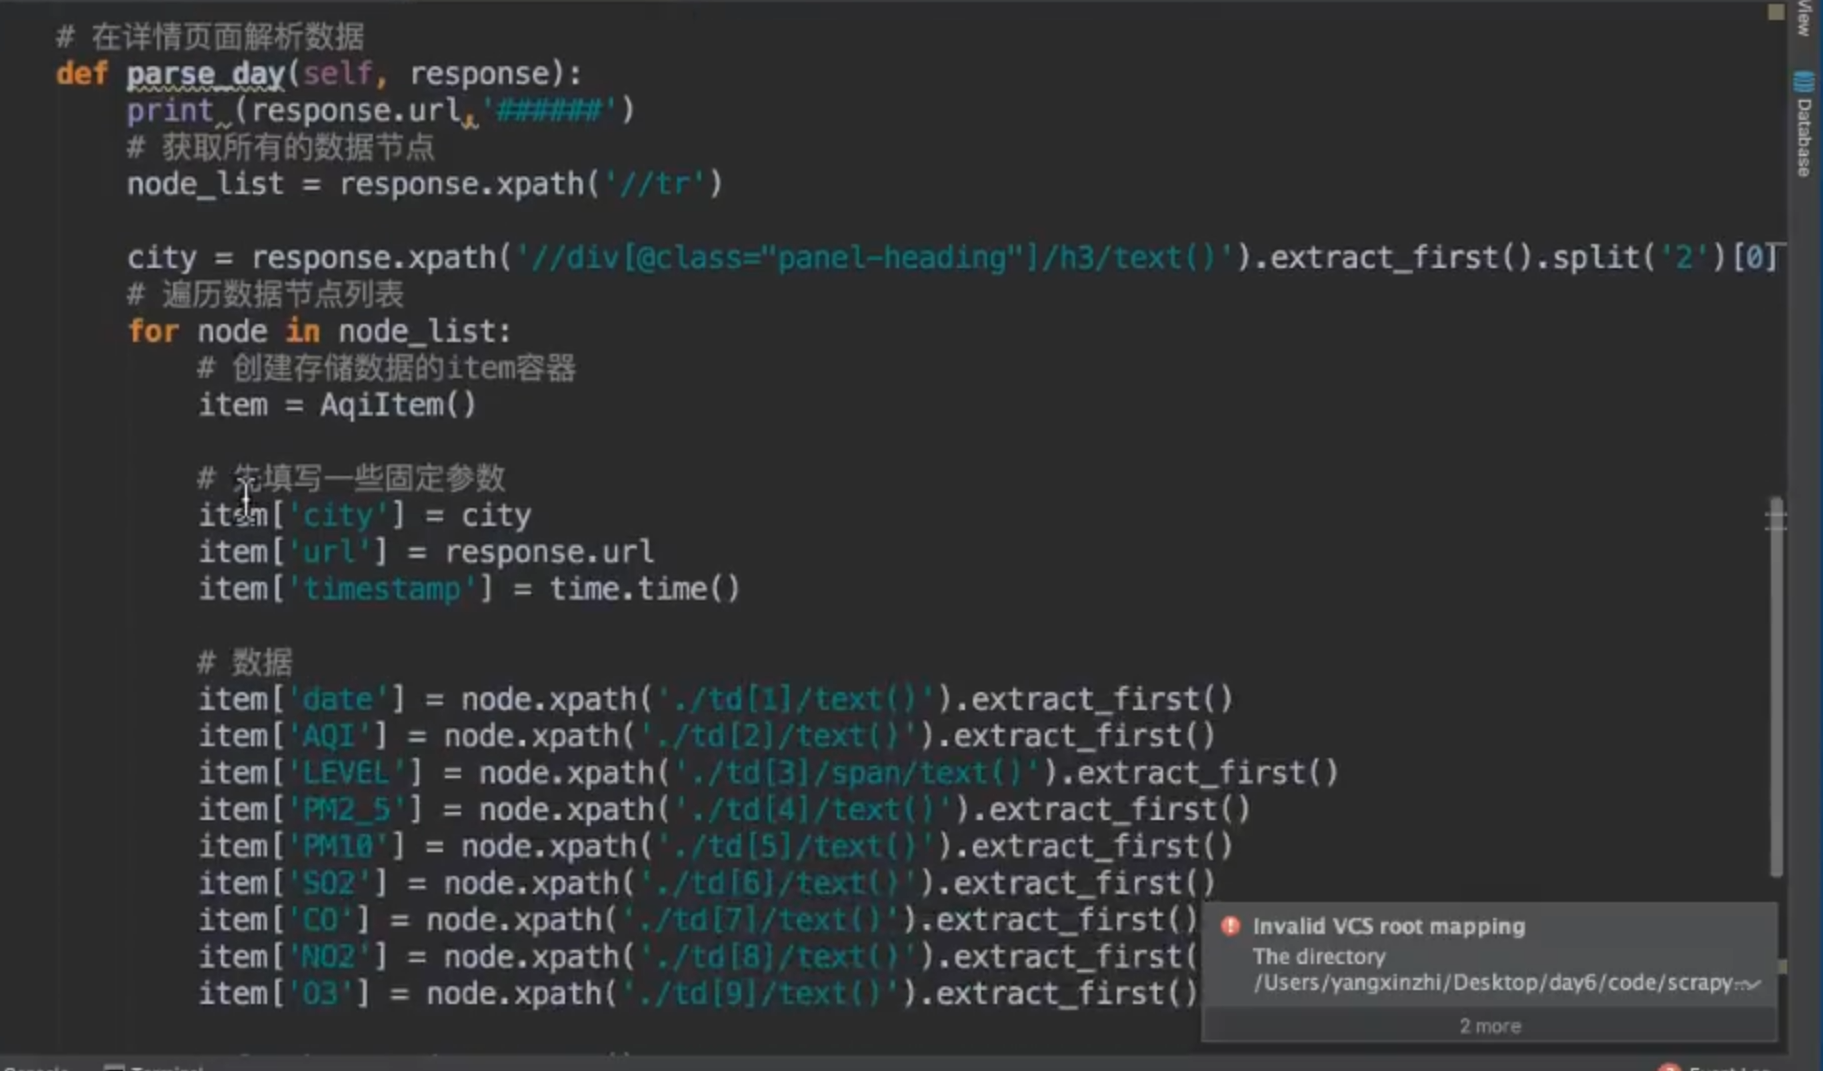 # 在详情页面解析数据
def parse_day(self, response):
print (response.url,'######')
# 获取所有的数据节点
node_list = response.xpath('//tr')
city = response.xpath('//div[@class="panel-heading"]/h3/text()').extract_first().split('2')[0]
# 遍历数据节点列表
for node in node_list:
# 创建存储数据的item容器
item = AqiItem()
# 先填写一些固定参数
item['city'] = city
item['url'] = response.url
item['timestamp'] = time.time()
# 数据
item['date'] = node.xpath('./td[1]/text()').extract_first()
item['AQI'] = node.xpath('./td[2]/text()').extract_first()
item['LEVEL'] = node.xpath('./td[3]/span/text()').extract_first()
item['PM2_5'] = node.xpath('./td[4]/text()').extract_first()
item['PM10'] = node.xpath('./td[5]/text()').extract_first()
item['SO2'] = node.xpath('./td[6]/text()').extract_first()
item['CO'] = node.xpath('./td[7]/text()').extract_first()
item['NO2'] = node.xpath('./td[8]/text()').extract_first(
item['O3'] = node.xpath('./td[9]/text()').extract_first()
Invalid VCS root mapping
The directory
/Users/yangxinzhi/Desktop/day6/code/scrapy...
2 more
View
Database